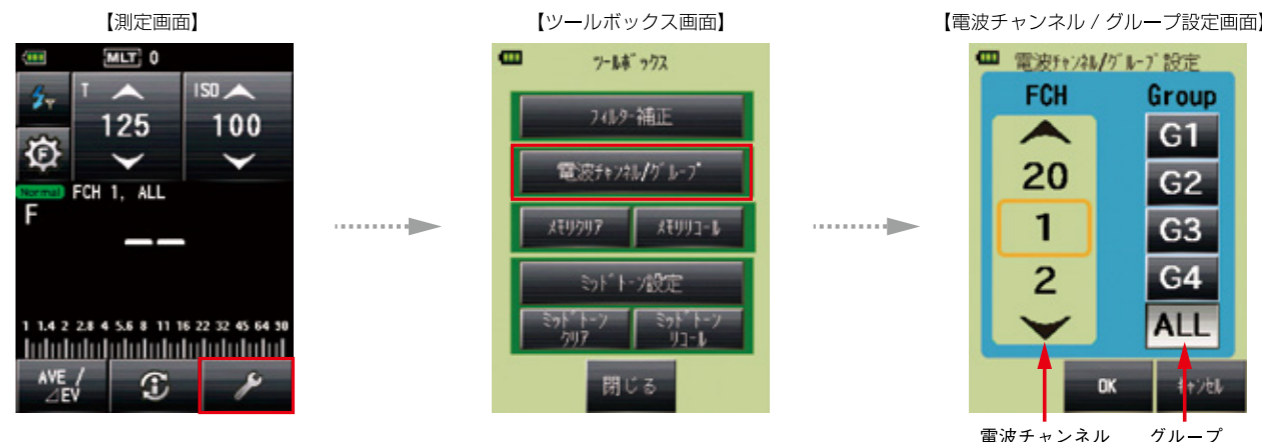 【測定画面】
MLT 0
T
125
ISO
100
Normal FCH 1, ALL
F
1 1.4 2 2.8 4 5.6 8 11 16 22 32 45 64 90
AVE /
⊿EV
【ツールボックス画面】
ツールボックス
フィルター補正
電波チャンネル/グループ
メモリクリア
メモリリコール
ミッドトーン設定
ミッドトーン
クリア
ミッドトーン
リコール
閉じる
【電波チャンネル / グループ設定画面】
電波チャンネル/グループ設定
FCH
Group
20
1
2
G1
G2
G3
G4
ALL
OK
キャンセル
電波チャンネル
グループ